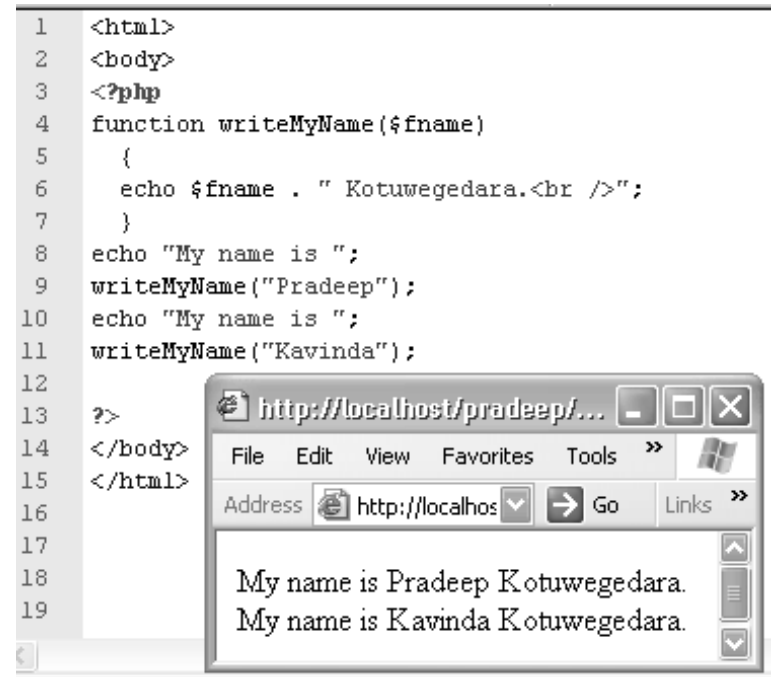 1 <html>
2 <body>
3 <?php
4 function writeMyName($fname)
5 {
6 echo $fname . " Kotuwegedara.<br />";
7 }
8 echo "My name is ";
9 writeMyName("Pradeep");
10 echo "My name is ";
11 writeMyName("Kavinda");
12
13 ?>
14 </body>
15 </html>
16
17
18
19
http://localhost/pradeep/...
File Edit View Favorites Tools »
Address http://localhos Go Links »
My name is Pradeep Kotuwegedara.
My name is Kavinda Kotuwegedara.